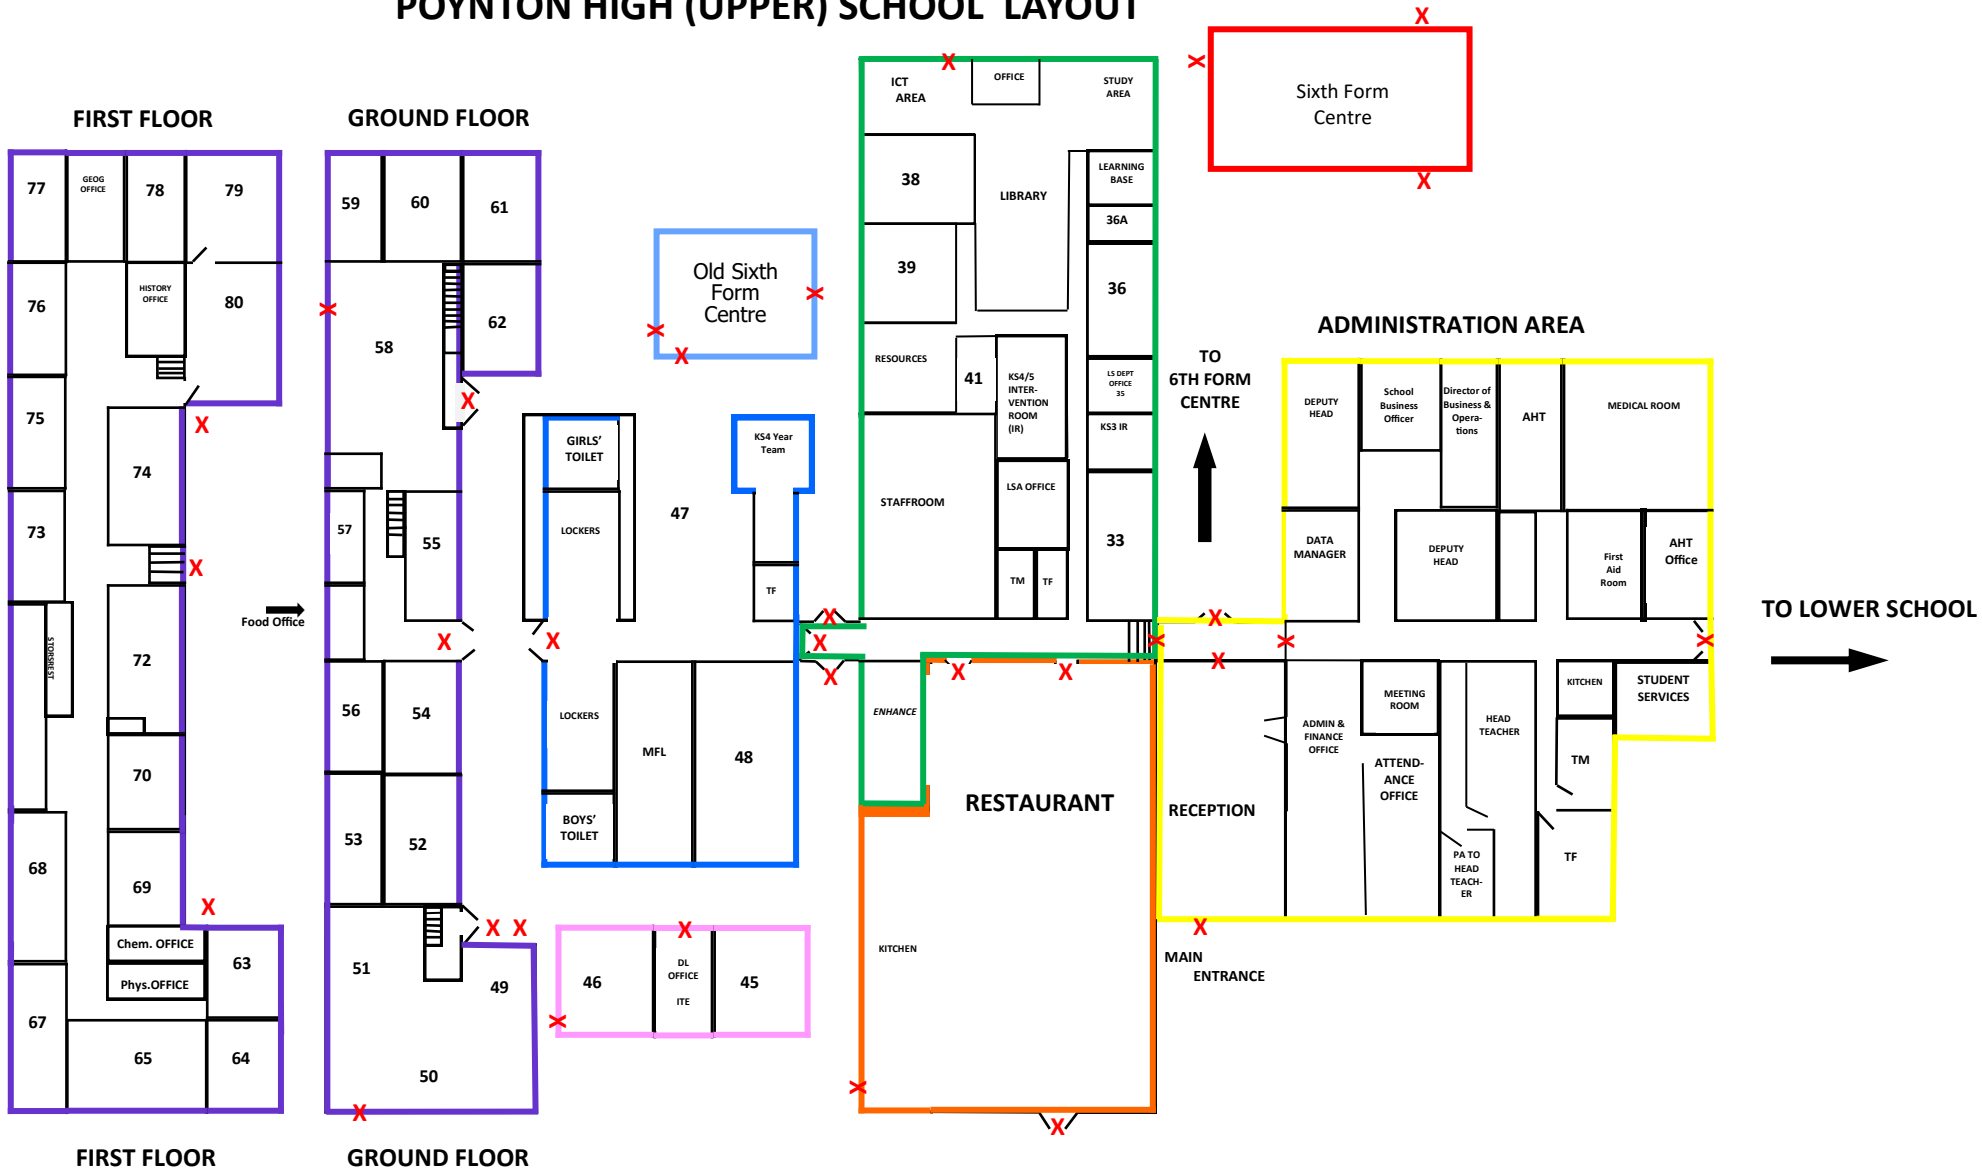 POYNTON HIGH (UPPER) SCHOOL LAYOUT
FIRST FLOOR
77
GEOG
OFFICE
78
79
76
HISTORY
OFFICE
80
75
74
73
STORSREST
72
70
68
69
Chem. OFFICE
Phys.OFFICE
63
67
65
64
FIRST FLOOR
X
X
X
Food Office
GROUND FLOOR
59
60
61
X
58
62
X
57
55
X
56
54
53
52
X X
51
49
50
X
GROUND FLOOR
Old Sixth
Form
Centre
X
X
X
GIRLS'
TOILET
KS4 Year
Team
LOCKERS
47
TF
X
LOCKERS
MFL
48
BOYS'
TOILET
X
46
DL
OFFICE
ITE
45
X
X
ICT
AREA
OFFICE
STUDY
AREA
38
LIBRARY
LEARNING
BASE
36A
39
36
RESOURCES
41
KS4/5
INTER-
VENTION
ROOM
(IR)
LS DEPT
OFFICE
35
KS3 IR
STAFFROOM
LSA OFFICE
33
TM
TF
X
X
X
ENHANCE
X
X
RESTAURANT
KITCHEN
X
X
X
X
Sixth Form
Centre
X
TO
6TH FORM
CENTRE
ADMINISTRATION AREA
DEPUTY
HEAD
School
Business
Officer
Director of
Business &
Opera-
tions
AHT
MEDICAL ROOM
DATA
MANAGER
DEPUTY
HEAD
First
Aid
Room
AHT
Office
X
X
X
X
X
TO LOWER SCHOOL
RECEPTION
ADMIN &
FINANCE
OFFICE
MEETING
ROOM
ATTEND-
ANCE
OFFICE
HEAD
TEACHER
KITCHEN
STUDENT
SERVICES
TM
PA TO
HEAD
TEACH-
ER
TF
X
MAIN
ENTRANCE